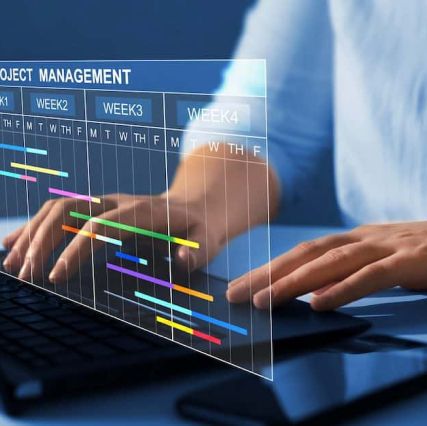 OJECT MANAGEMENT
K1 WEEK2 WEEK3 WEEK4
TH F M T W TH F M T W TH F M T W TH F